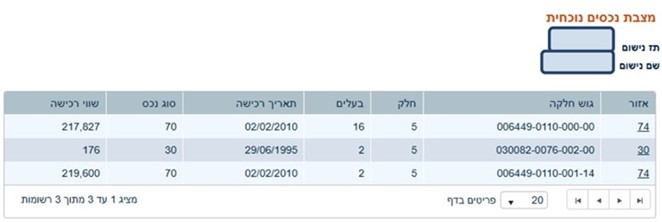 מצבת נכסים נוכחית
תז נישום
שם נישום
אזור גוש חלקה חלק בעלים תאריך רכישה סוג נכס שווי רכישה
74 006449-0110-000-00 5 16 02/02/2010 70 217,827
30 030082-0076-002-00 5 2 29/06/1995 30 176
74 006449-0110-001-14 5 2 02/02/2010 70 219,600
20 פריטים בדף מציג 1 עד 3 מתוך 3 רשומות